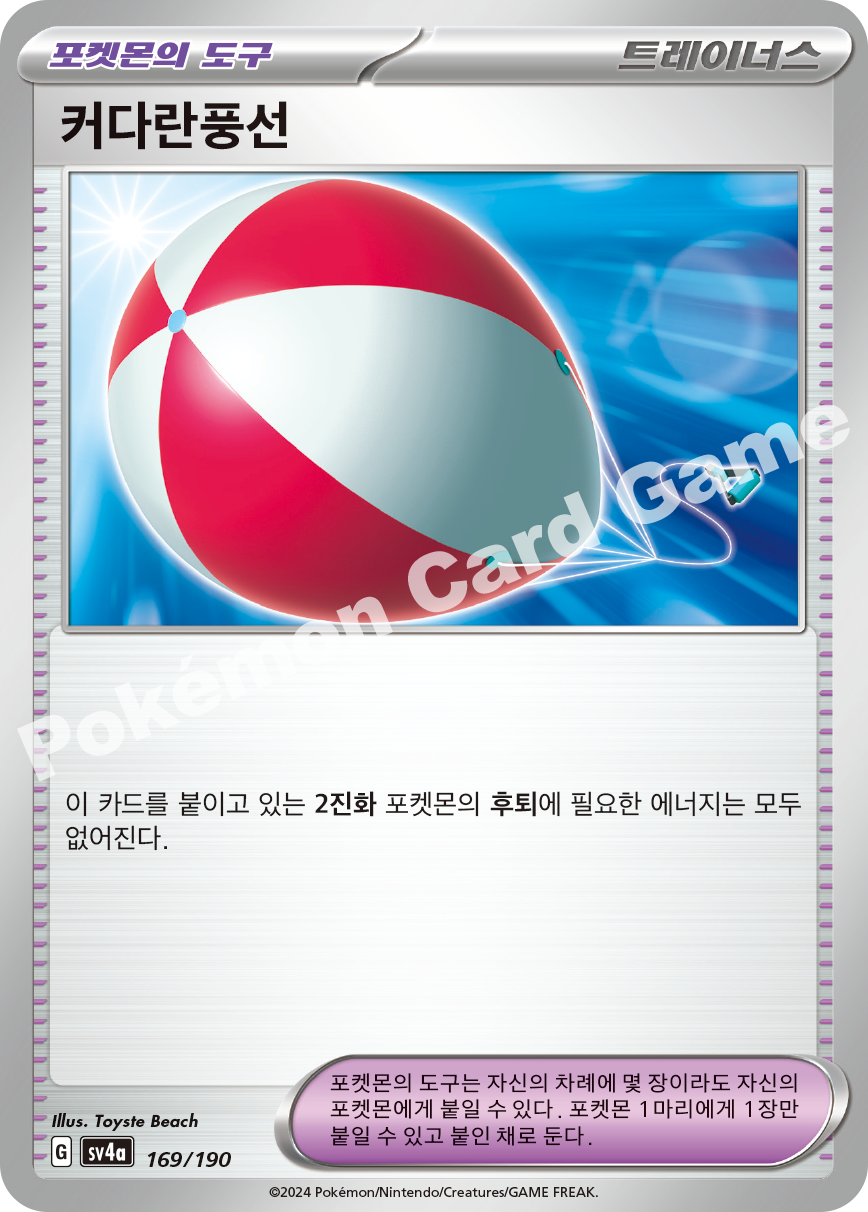 포켓몬의 도구
트레이너스
커다란풍선
Pokémon Card Game
이 카드를 붙이고 있는 2진화 포켓몬의 후퇴에 필요한 에너지는 모두
없어진다.
포켓몬의 도구는 자신의 차례에 몇 장이라도 자신의
포켓몬에게 붙일 수 있다. 포켓몬 1마리에게 1장만
붙일 수 있고 붙인 채로 둔다.
Illus. Toyste Beach
G sv4a 169/190
©2024 Pokémon/Nintendo/Creatures/GAME FREAK.